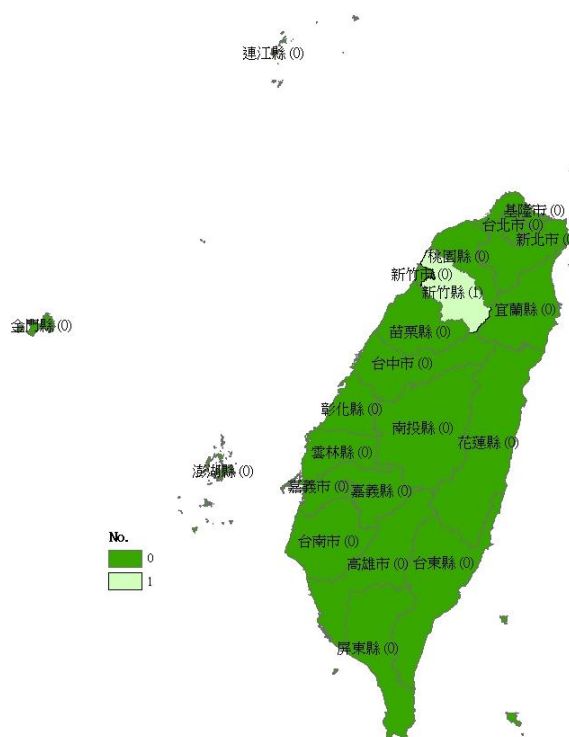 連江縣 (0)
基隆市 (0)
台北市 (0)
新北市 (0
桃園縣 (0)
新竹市 (0)
新竹縣 (1)
宜蘭縣 (0)
金門縣 (0)
苗栗縣 (0)
台中市 (0)
彰化縣 (0)
南投縣 (0)
花蓮縣 (0)
雲林縣 (0)
澎湖縣 (0)
嘉義市 (0)
嘉義縣 (0)
No.
0
1
台南市 (0)
高雄市 (0)
台東縣 (0)
屏東縣 (0)